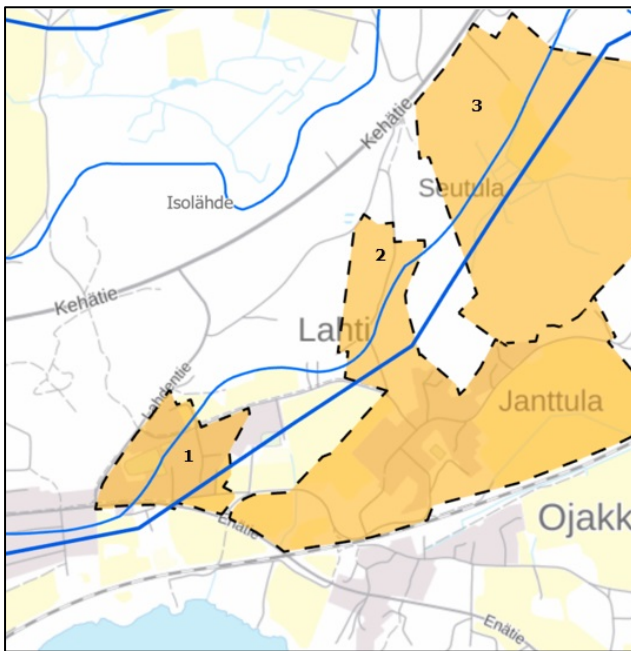 3
Kehätie
Seutula
Isolähde
2
Kehätie
Lahti
Lahdentie
Janttula
1
Enätie
Ojakk
Enätie